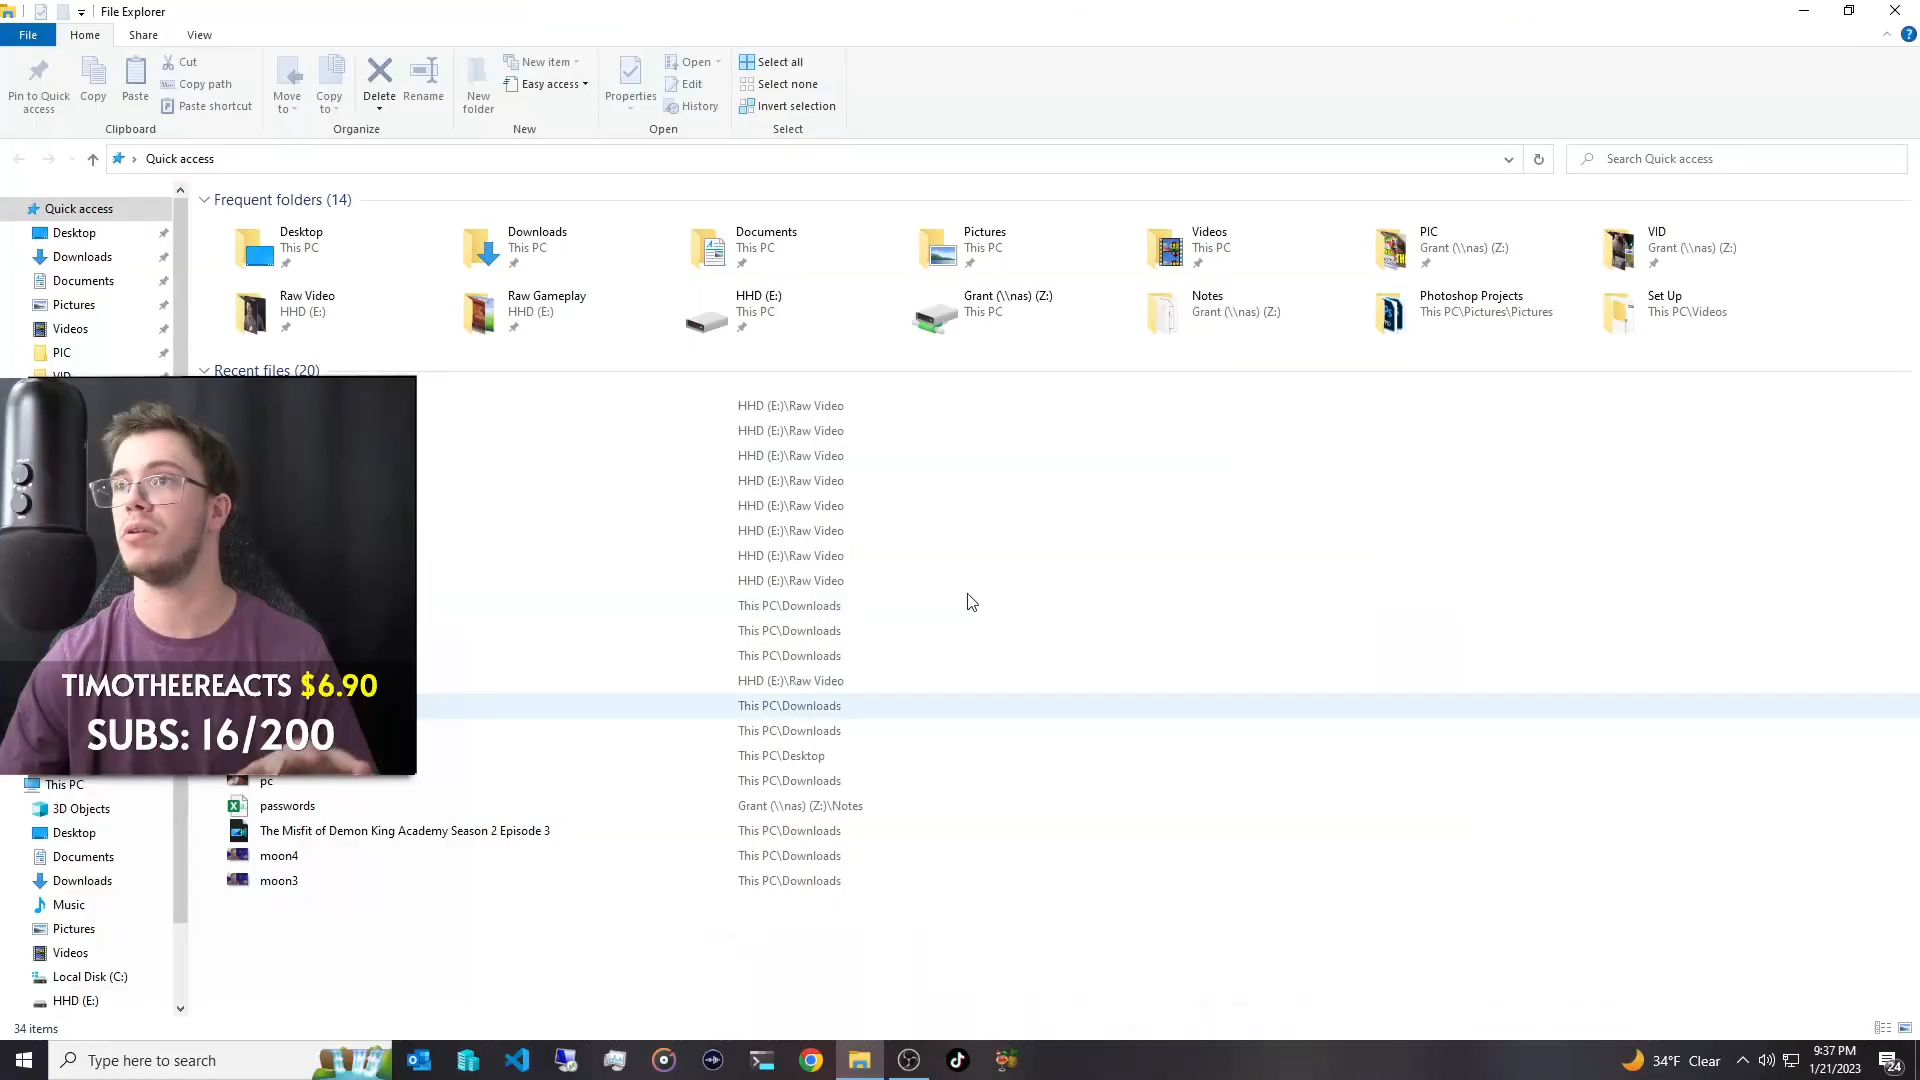 File Explorer
File Home Share View
Pin to Quick access
Copy
Paste
Cut
Copy path
Paste shortcut
Clipboard
Move to
Copy to
Delete
Rename
Organize
New folder
New item
Easy access
New
Properties
Open
Edit
History
Open
Select all
Select none
Invert selection
Select
Quick access
Search Quick access
Quick access
Desktop
Downloads
Documents
Pictures
Videos
PIC
VID
Frequent folders (14)
Desktop
This PC
Downloads
This PC
Documents
This PC
Pictures
This PC
Videos
This PC
PIC
Grant (\\nas) (Z:)
VID
Grant (\\nas) (Z:)
Raw Video
HHD (E:)
Raw Gameplay
HHD (E:)
HHD (E:)
This PC
Grant (\\nas) (Z:)
This PC
Notes
Grant (\\nas) (Z:)
Photoshop Projects
This PC\Pictures\Pictures
Set Up
This PC\Videos
Recent files (20)
HHD (E:)\Raw Video
HHD (E:)\Raw Video
HHD (E:)\Raw Video
HHD (E:)\Raw Video
HHD (E:)\Raw Video
HHD (E:)\Raw Video
HHD (E:)\Raw Video
HHD (E:)\Raw Video
This PC\Downloads
This PC\Downloads
This PC\Downloads
HHD (E:)\Raw Video
This PC\Downloads
This PC\Downloads
This PC\Desktop
pc This PC\Downloads
passwords Grant (\\nas) (Z:)\Notes
The Misfit of Demon King Academy Season 2 Episode 3 This PC\Downloads
moon4 This PC\Downloads
moon3 This PC\Downloads
TIMOTHEEREACTS $6.90
SUBS: 16/200
This PC
3D Objects
Desktop
Documents
Downloads
Music
Pictures
Videos
Local Disk (C:)
HHD (E:)
34 items
Type here to search
34°F Clear
9:37 PM
1/21/2023
24